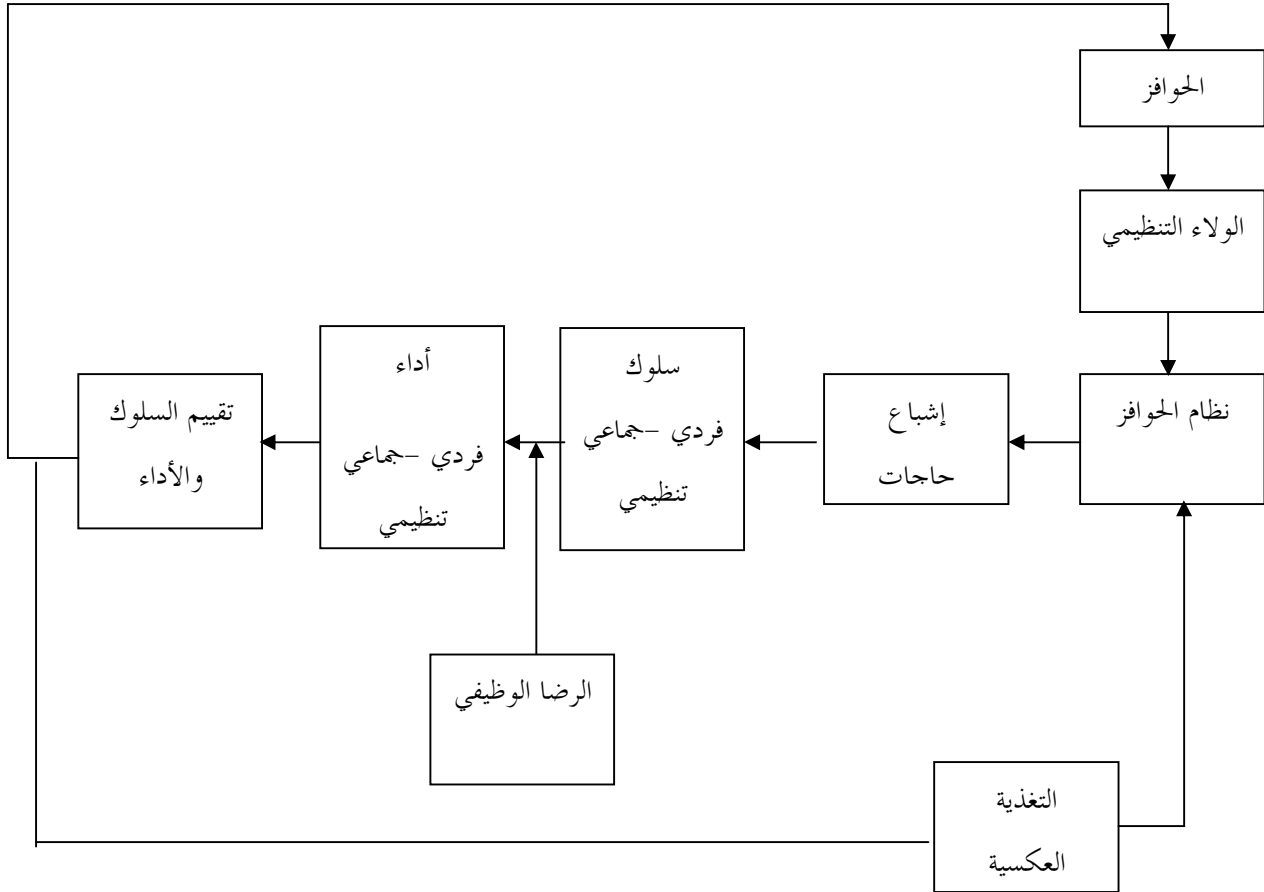 الحوافز
الولاء التنظيمي
نظام الحوافز
إشباع
حاجات
سلوك
فردي –جماعي
تنظيمي
أداء
فردي –جماعي
تنظيمي
تقييم السلوك
والأداء
الرضا الوظيفي
التغذية
العكسية